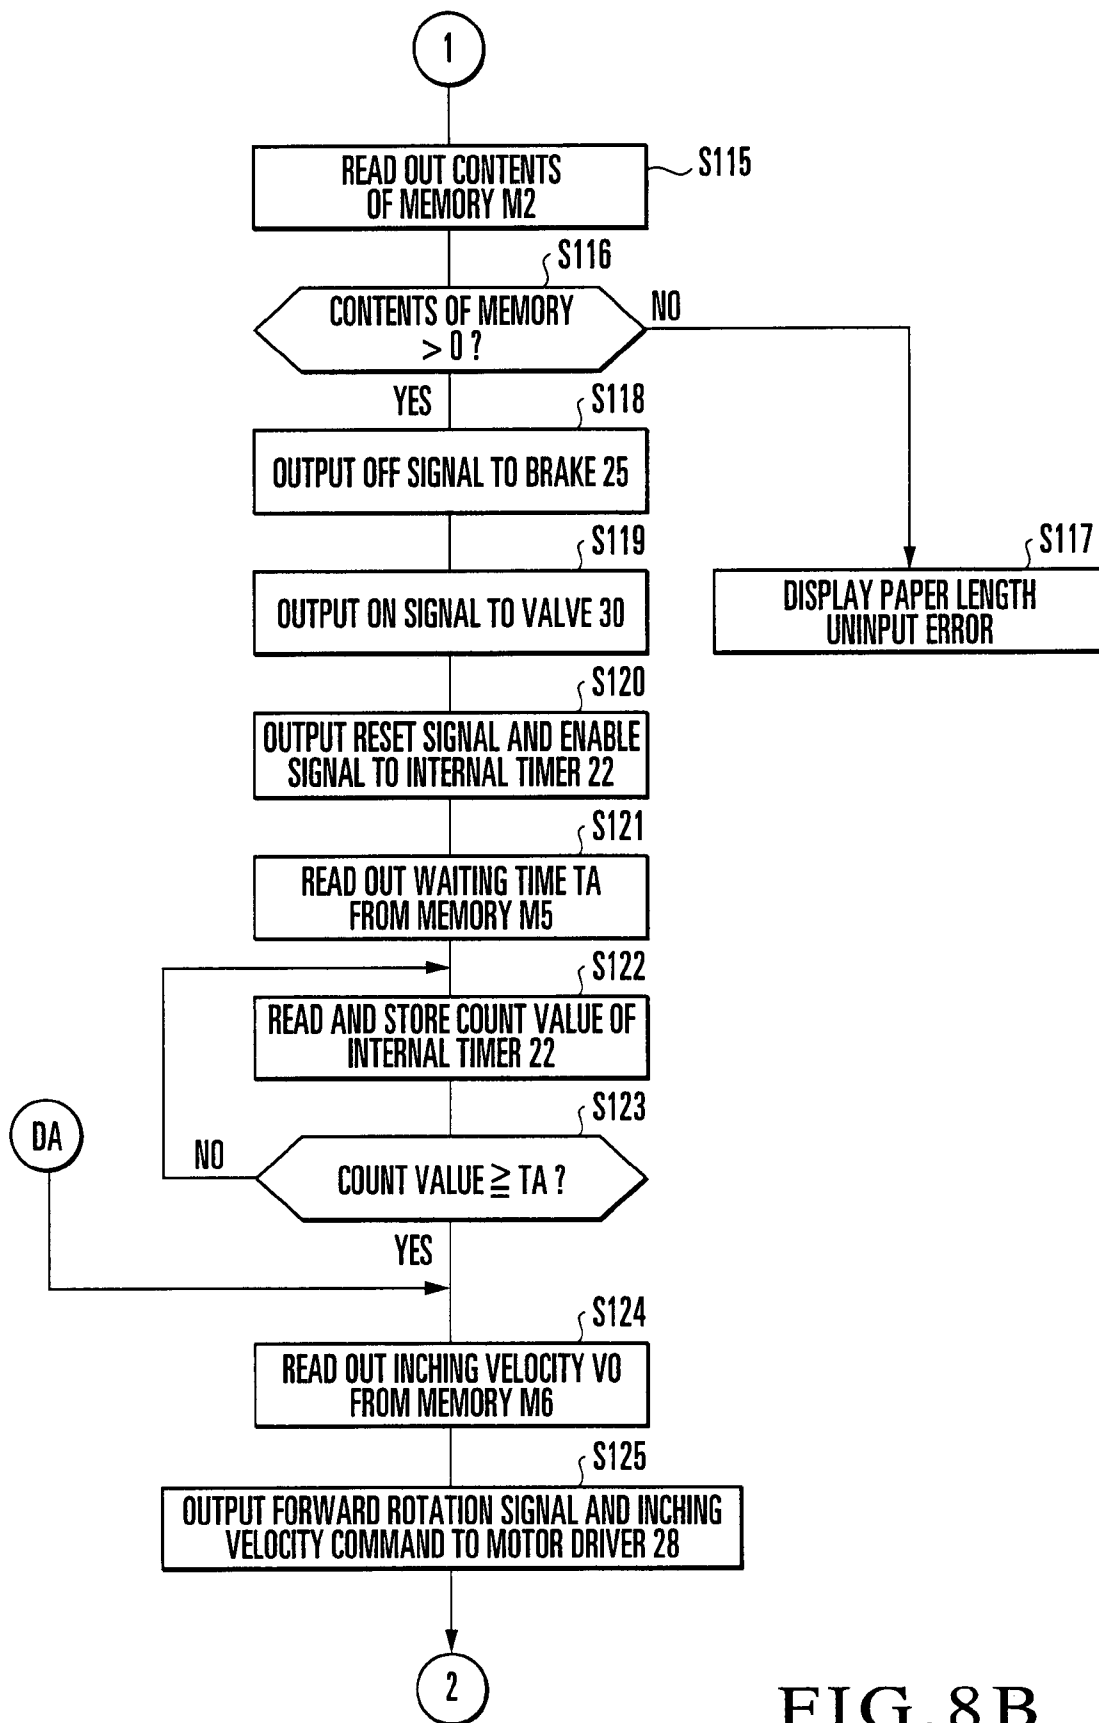 1
READ OUT CONTENTS
OF MEMORY M2
S115
S116
CONTENTS OF MEMORY
> 0 ?
NO
YES
S118
OUTPUT OFF SIGNAL TO BRAKE 25
S119
OUTPUT ON SIGNAL TO VALVE 30
S117
DISPLAY PAPER LENGTH
UNINPUT ERROR
S120
OUTPUT RESET SIGNAL AND ENABLE
SIGNAL TO INTERNAL TIMER 22
S121
READ OUT WAITING TIME TA
FROM MEMORY M5
S122
READ AND STORE COUNT VALUE OF
INTERNAL TIMER 22
S123
DA
NO
COUNT VALUE ≧ TA ?
YES
S124
READ OUT INCHING VELOCITY V0
FROM MEMORY M6
S125
OUTPUT FORWARD ROTATION SIGNAL AND INCHING
VELOCITY COMMAND TO MOTOR DRIVER 28
2
FIG.8B